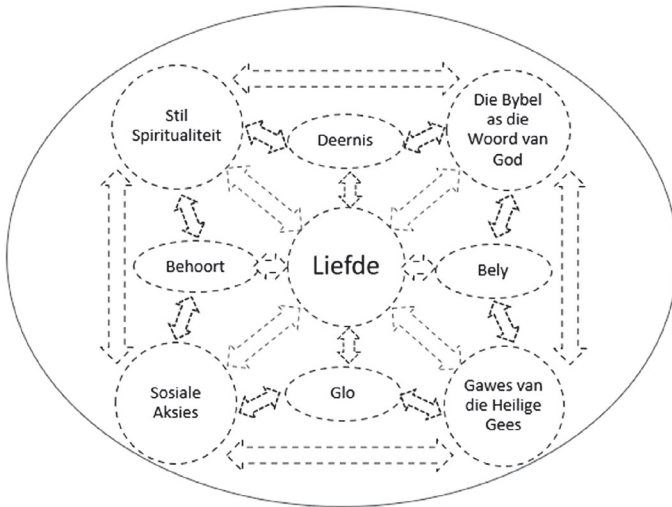 Stil
Spiritualiteit
Deernis
Die Bybel
as die
Woord van
God
Behoort
Liefde
Bely
Sosiale
Aksies
Glo
Gawes van
die Heilige
Gees